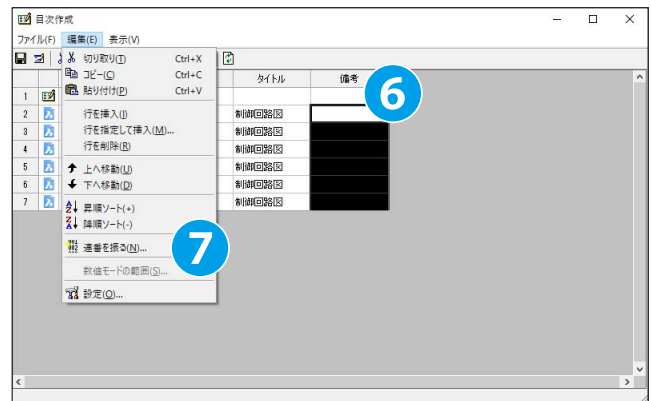 目次作成
ファイル(F) 編集(E) 表示(V)
切り取り(T) Ctrl+X
コピー(C) Ctrl+C
貼り付け(P) Ctrl+V
行を挿入(I)
行を指定して挿入(M)...
行を削除(R)
上へ移動(U)
下へ移動(D)
昇順ソート(+)
降順ソート(-)
連番を振る(N)...
数値モードの範囲(S)...
設定(O)...
タイトル 備考
6
1
2 制御回路図
3 制御回路図
4 制御回路図
5 制御回路図
6 制御回路図
7 制御回路図
7